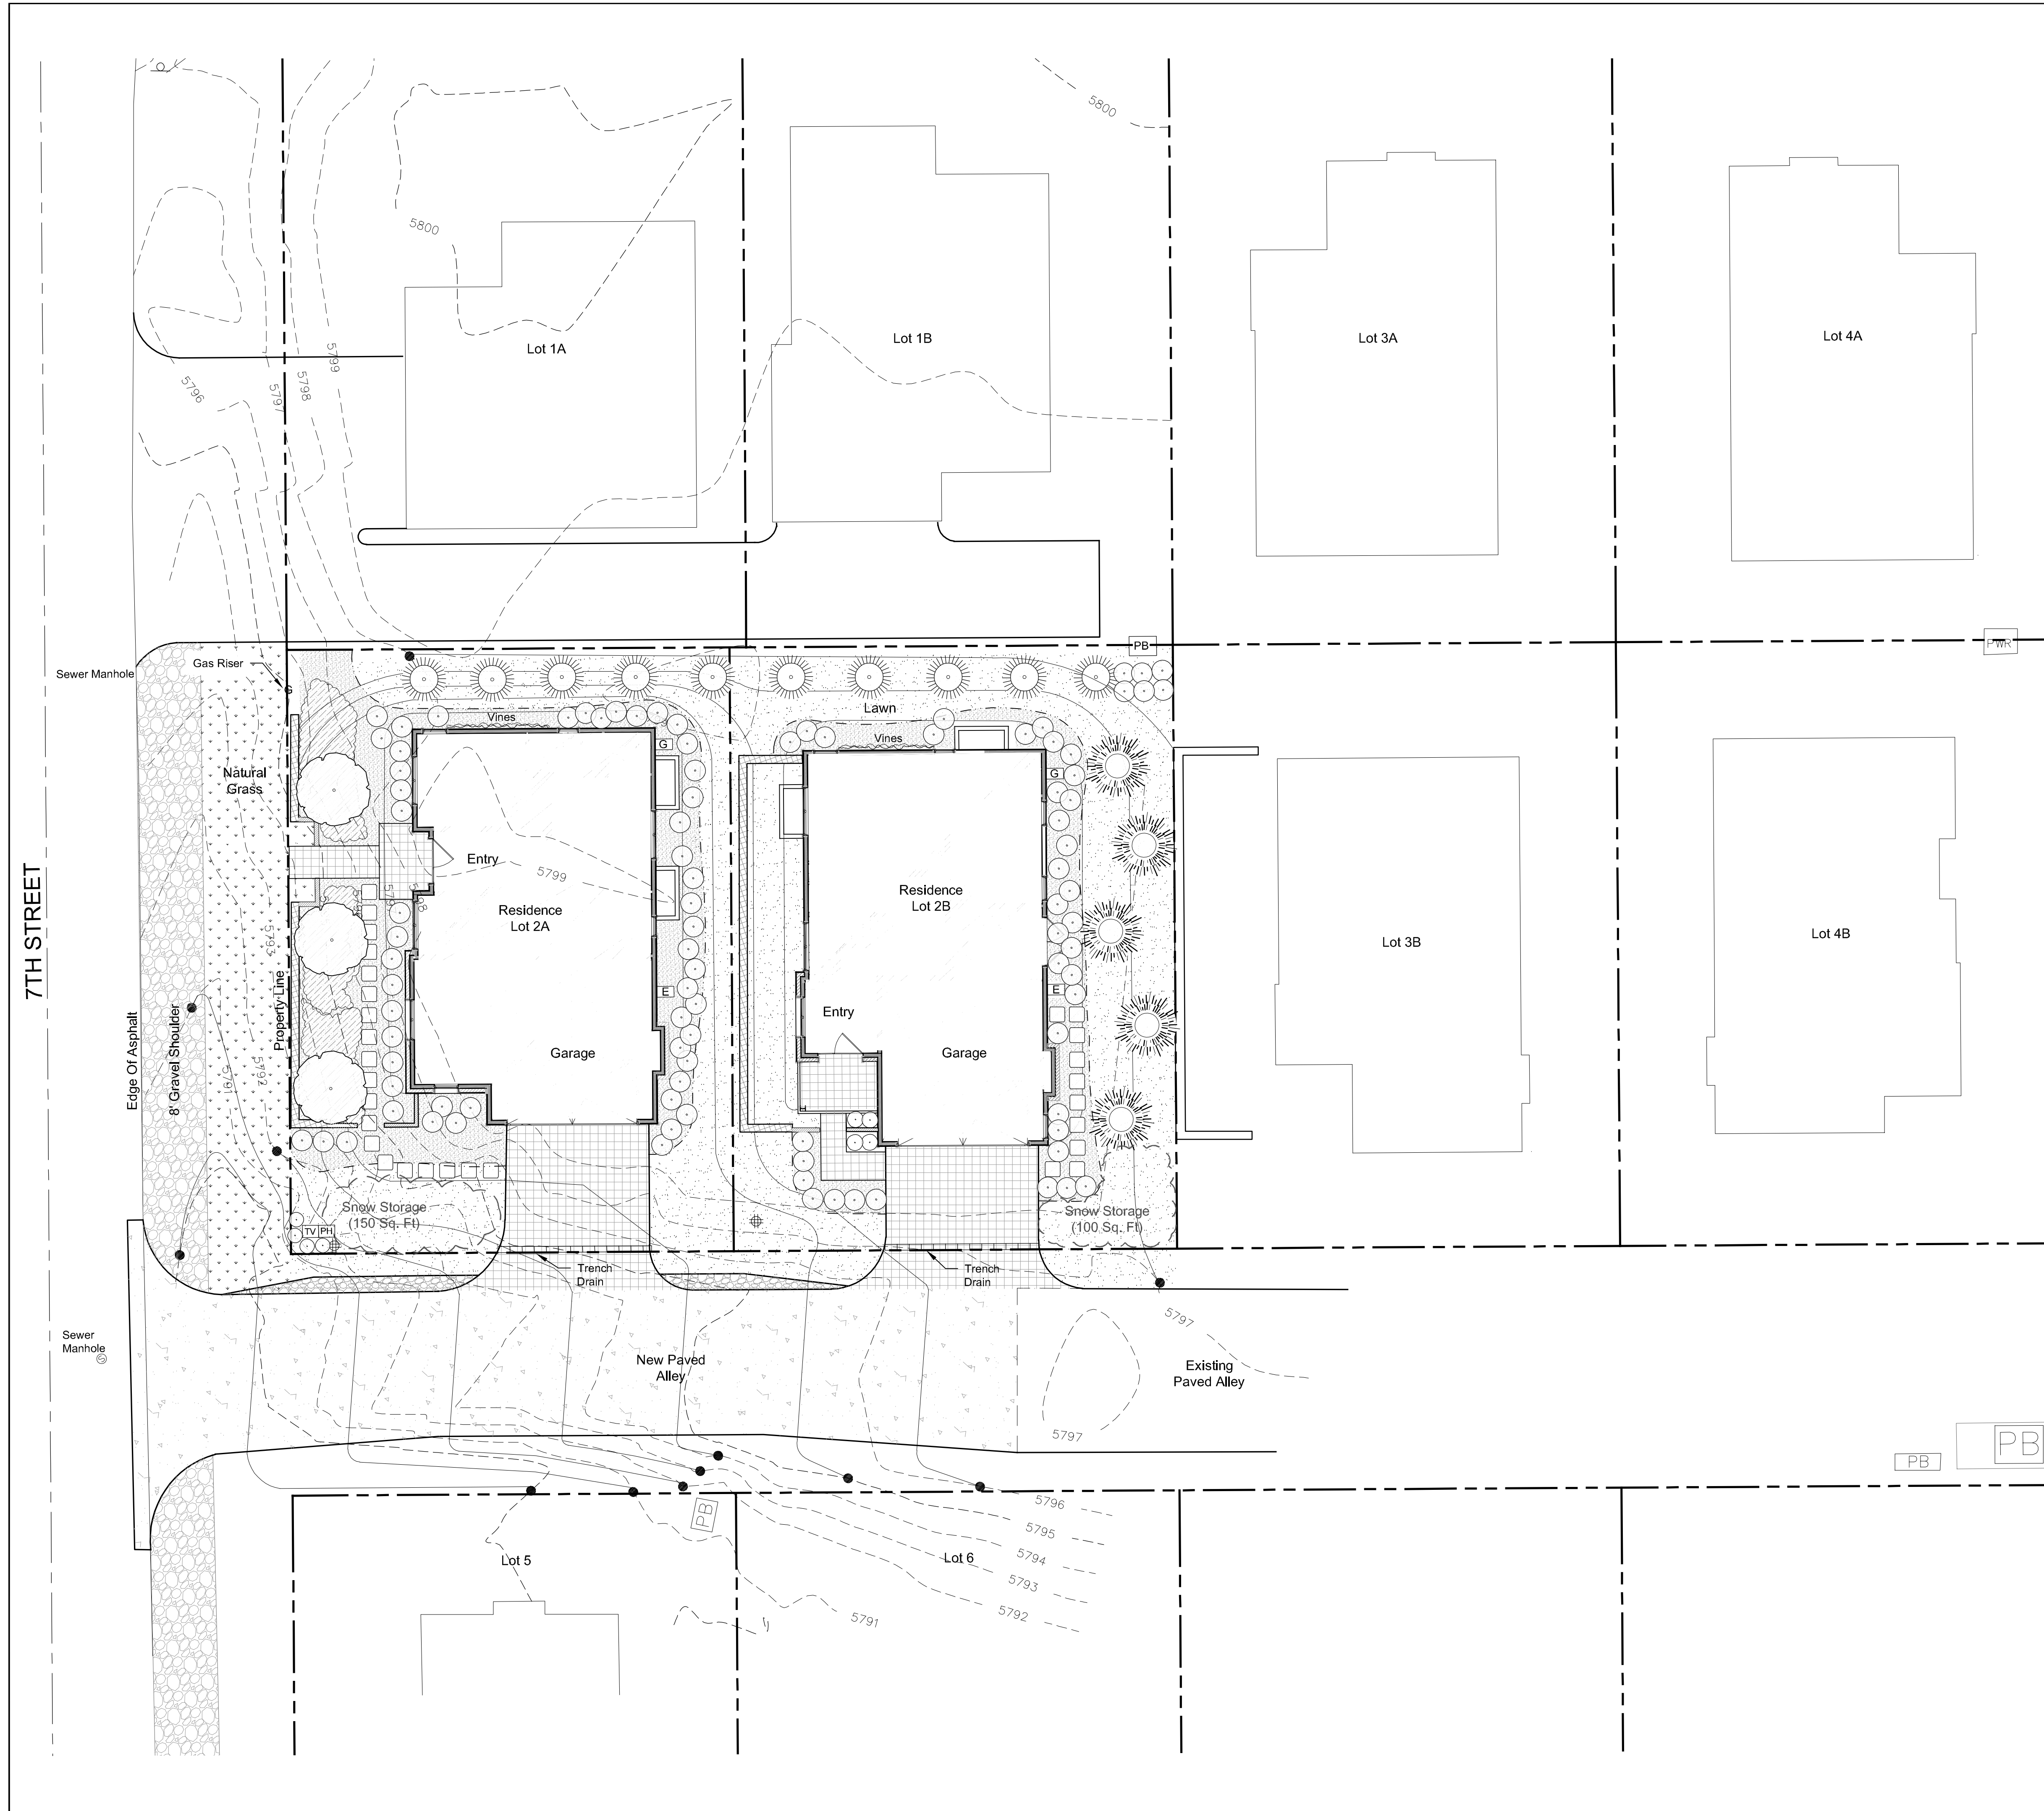 5800
5800
Lot 1A
Lot 1B
Lot 3A
Lot 4A
5799
5798
5797
5796
PB
PWR
Gas Riser
Sewer Manhole
G
Vines
Lawn
Vines
G
G
Natural
Grass
Entry
5799
5798
Residence
Lot 2A
Residence
Lot 2B
7TH STREET
5793
Property Line
Lot 3B
Lot 4B
E
E
Entry
Edge Of Asphalt
8' Gravel Shoulder
Garage
Garage
5792
5791
Snow Storage
(150 Sq. Ft)
Snow Storage
(100 Sq. Ft)
TV
PH
Trench
Drain
Trench
Drain
5797
Sewer
Manhole
S
New Paved
Alley
Existing
Paved Alley
5797
PB
PB
PB
5796
5795
5794
5793
5792
5791
Lot 5
Lot 6